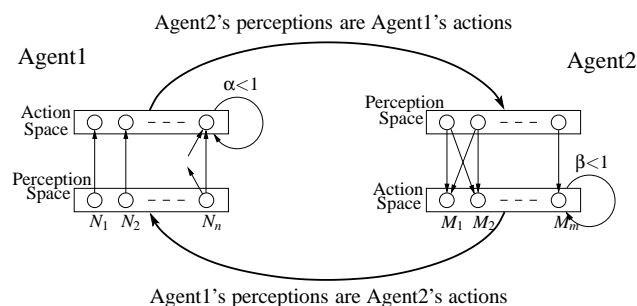 Agent2's perceptions are Agent1's actions
Agent1
Agent2
α<1
Action
Space
Perception
Space
Perception
Space
β<1
Action
Space
N1 N2 Nn
M1 M2 Mm
Agent1's perceptions are Agent2's actions